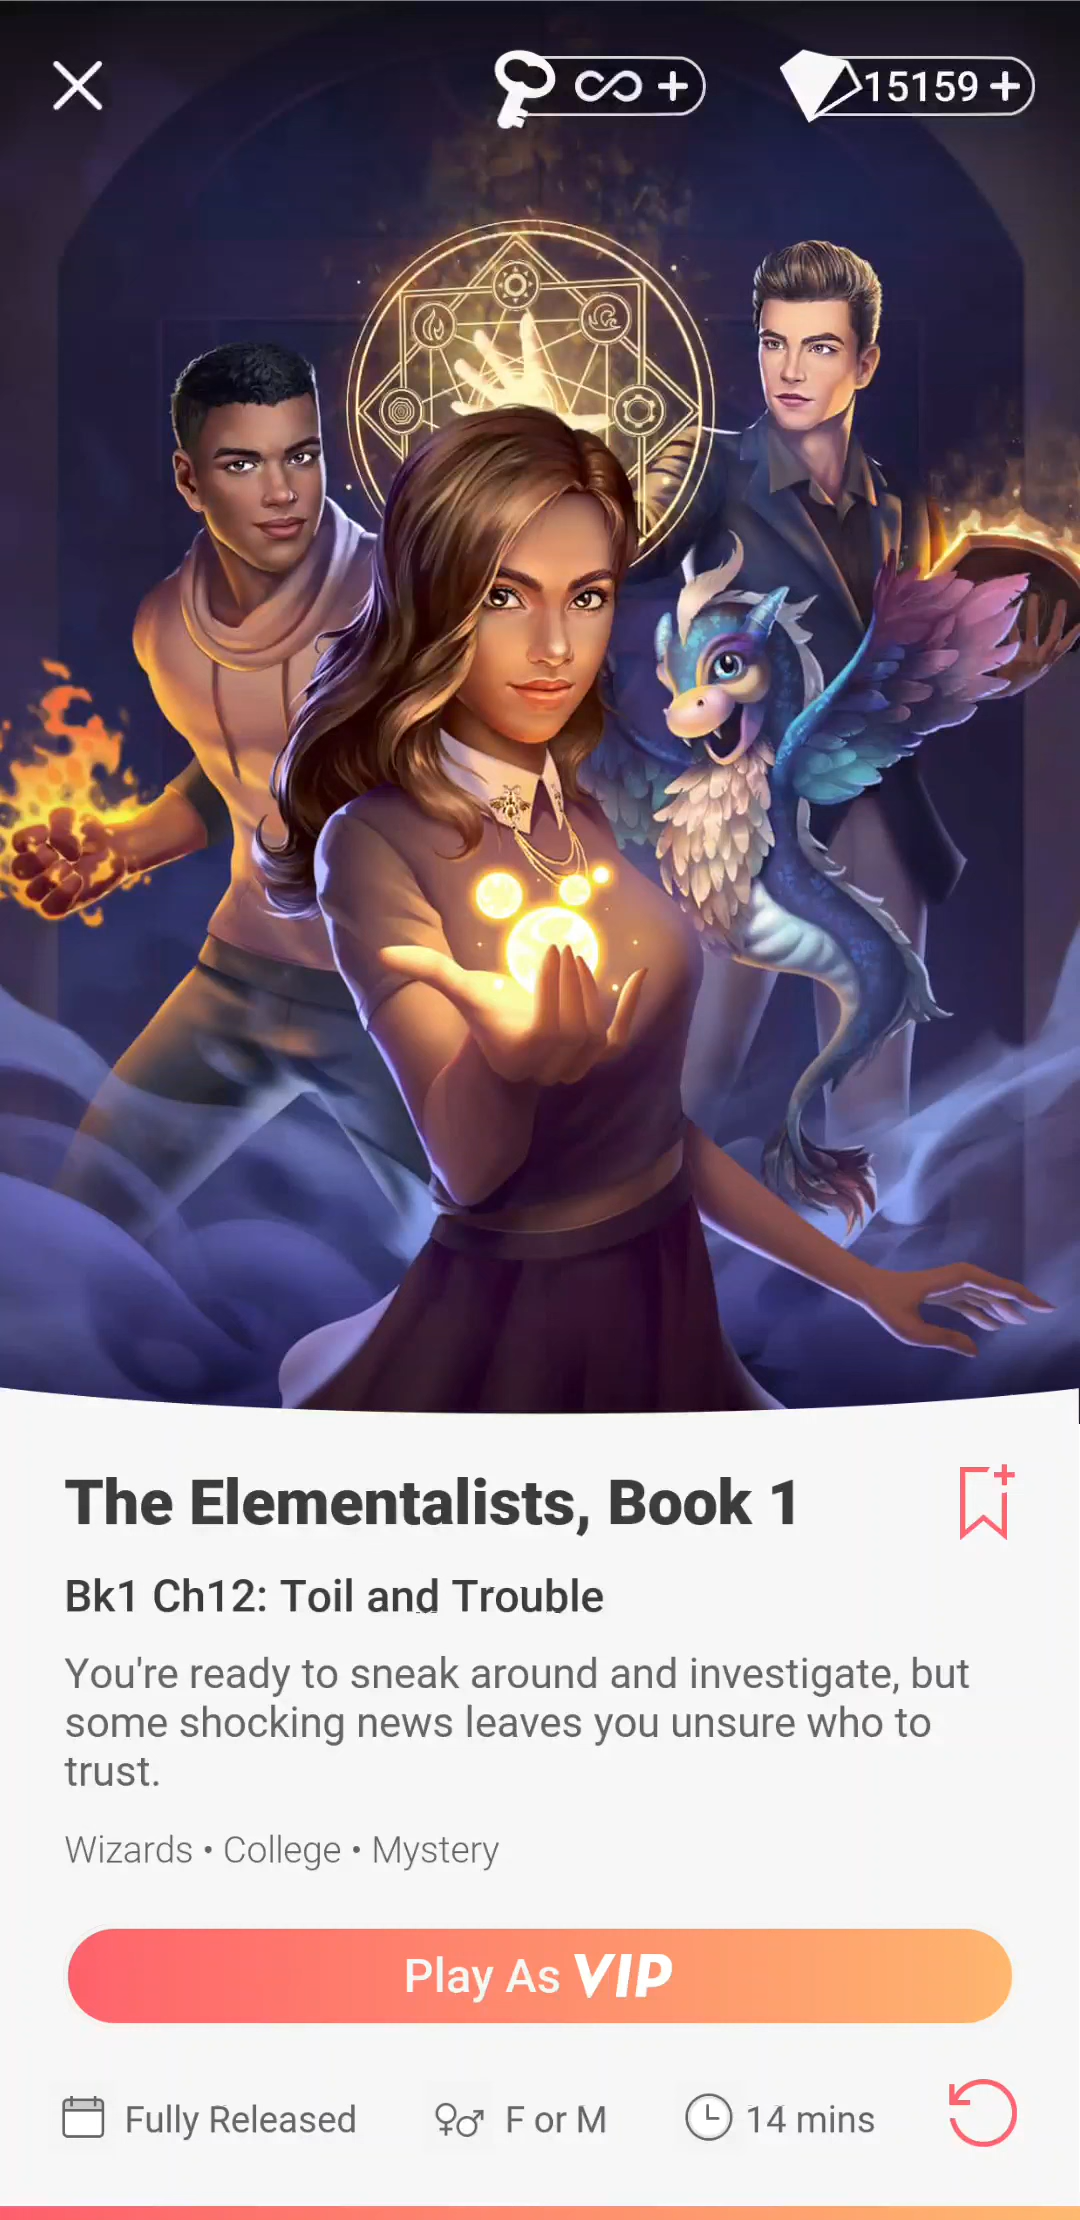 15159
The Elementalists, Book 1
Bk1 Ch12: Toil and Trouble
You're ready to sneak around and investigate, but
some shocking news leaves you unsure who to
trust.
Wizards • College • Mystery
Play As VIP
Fully Released
F or M
14 mins